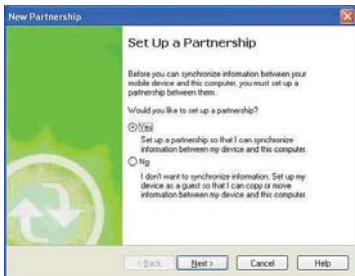 New Partnership
Set Up a Partnership
Before you can synchronize information between your
mobile device and this computer, you must set up a
partnership between them.
Would you like to set up a partnership?
Yes
Set up a partnership so that I can synchronize
information between my device and this computer.
No
I don't want to synchronize information. Set up my
device as a guest so that I can copy or move
information between my device and this computer.
< Back Next > Cancel Help